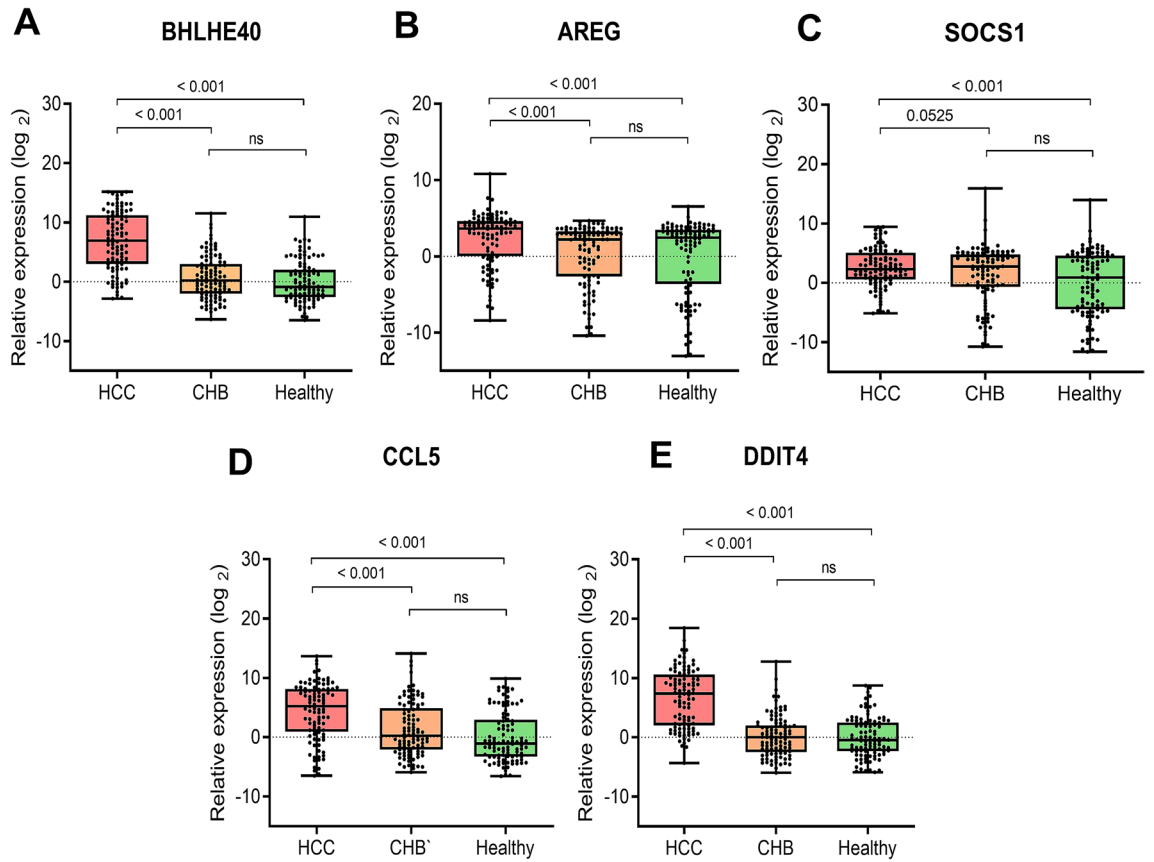 A
BHLHE40
< 0.001
< 0.001
ns
Relative expression (log 2)
30
20
10
0
-10
HCC
CHB
Healthy
B
AREG
< 0.001
< 0.001
ns
Relative expression (log 2)
20
10
0
-10
HCC
CHB
Healthy
C
SOCS1
< 0.001
0.0525
ns
Relative expression (log 2)
30
20
10
0
-10
HCC
CHB
Healthy
D
CCL5
< 0.001
< 0.001
ns
Relative expression (log 2)
30
20
10
0
-10
HCC
CHB`
Healthy
E
DDIT4
< 0.001
< 0.001
ns
Relative expression (log 2)
30
20
10
0
-10
HCC
CHB
Healthy